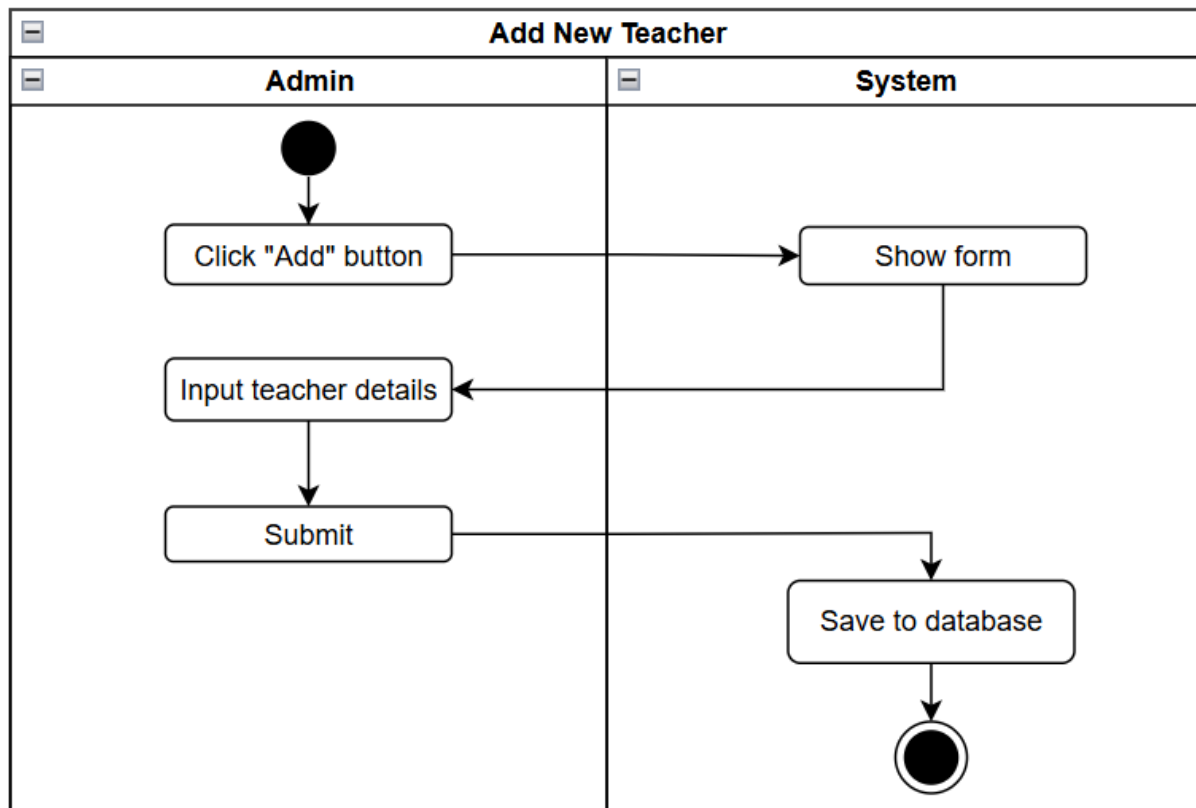 Add New Teacher
Admin
System
Click "Add" button
Show form
Input teacher details
Submit
Save to database